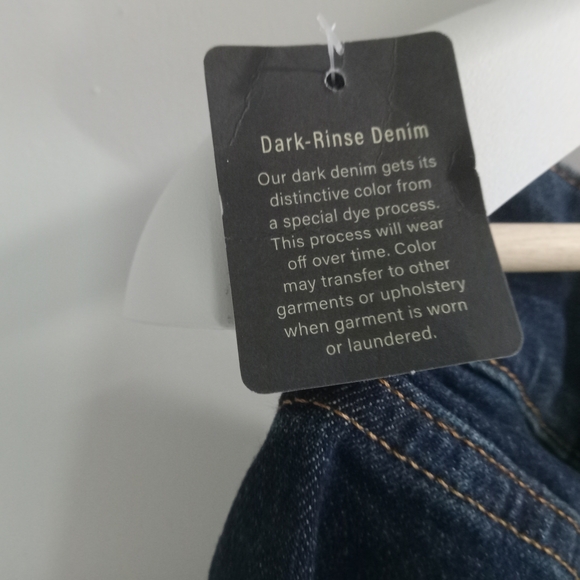 Dark-Rinse Denim
Our dark denim gets its
distinctive color from
a special dye process.
This process will wear
off over time. Color
may transfer to other
garments or upholstery
when garment is worn
or laundered.